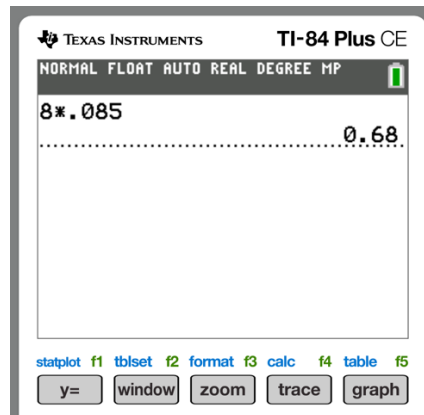 TEXAS INSTRUMENTS TI-84 Plus CE
NORMAL FLOAT AUTO REAL DEGREE MP
8*.085
0.68
statplot f1 tblset f2 format f3 calc f4 table f5
y= window zoom trace graph